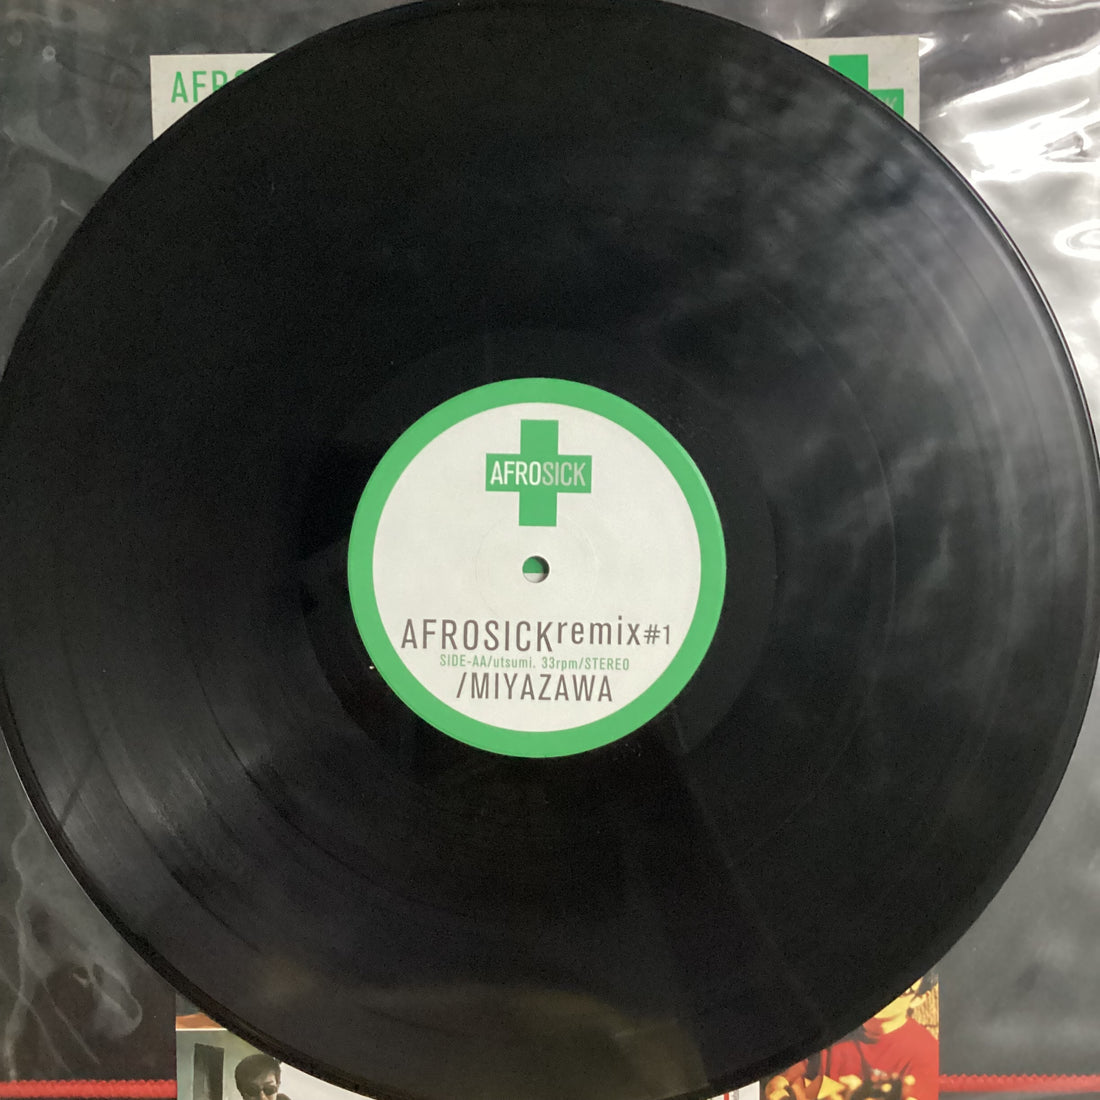 AFROSICK
AFROSICKremix#1
SIDE-AA/utsumi. 33rpm/STEREO
/MIYAZAWA